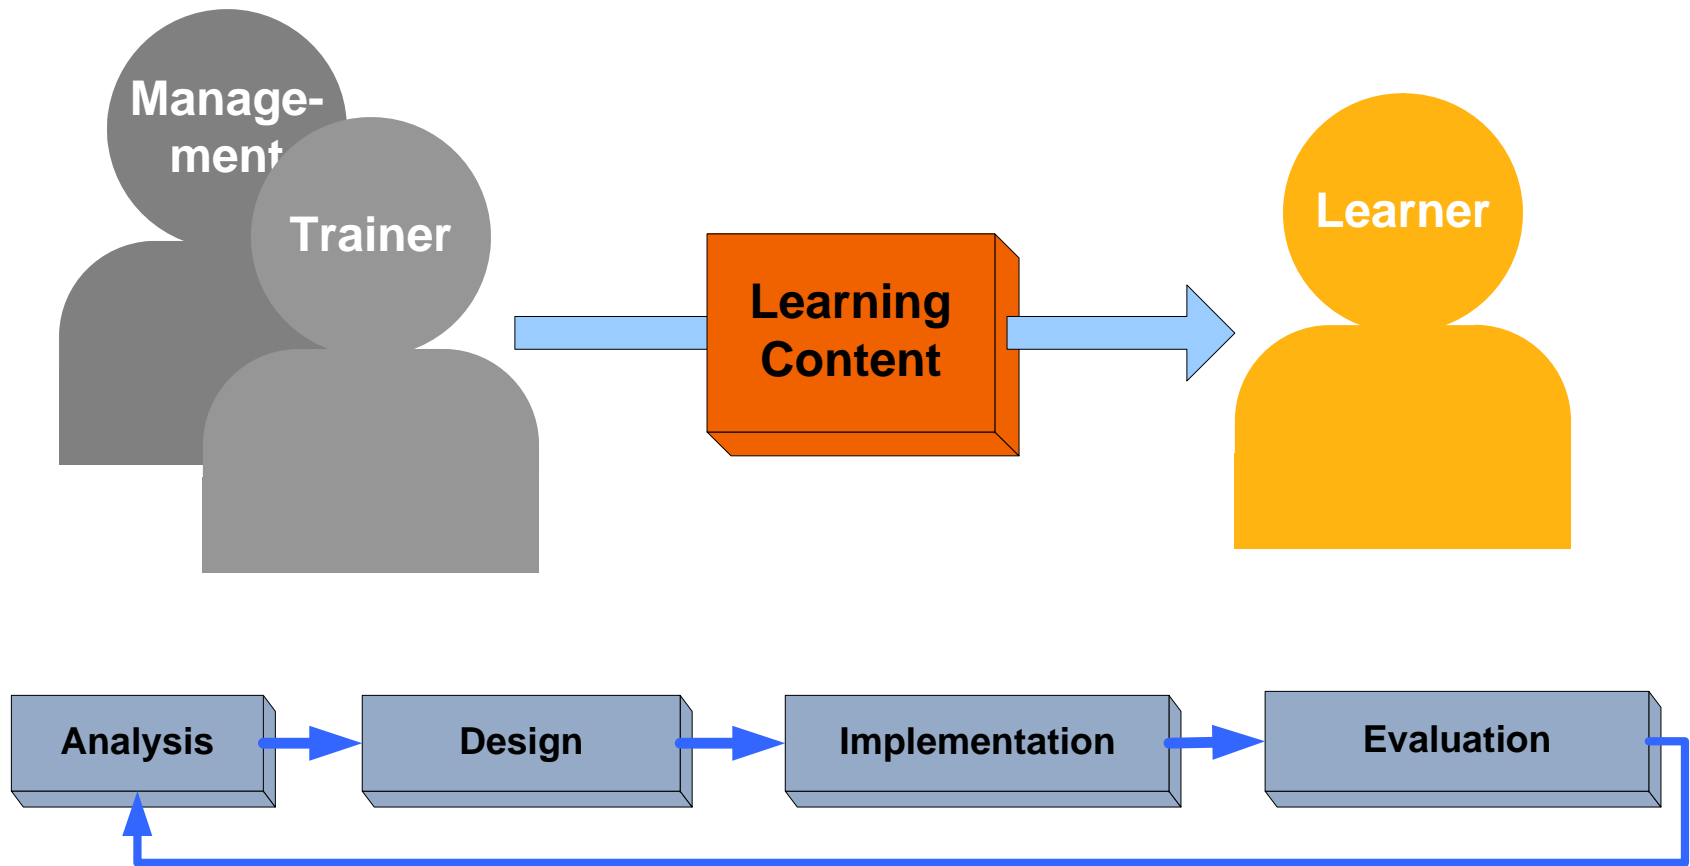 Manage-
ment
Trainer
Learning
Content
Learner
Analysis
Design
Implementation
Evaluation